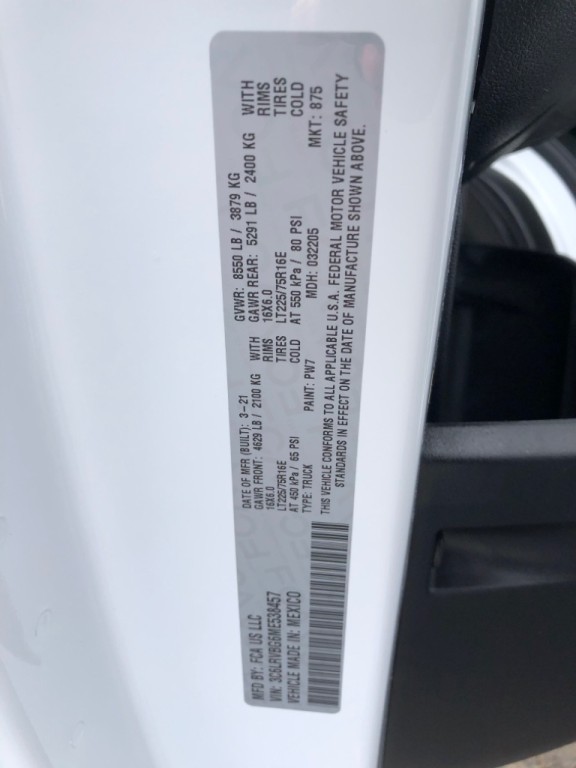 MFD BY: FCA US LLC
DATE OF MFR (BUILT): 3-21
GVWR: 8550 LB / 3879 KG
GAWR FRONT: 4629 LB / 2100 KG WITH
GAWR REAR: 5291 LB / 2400 KG WITH
16X6.0 RIMS
16X6.0 RIMS
LT225/75R16E TIRES
LT225/75R16E TIRES
AT 450 kPa / 65 PSI COLD
AT 550 kPa / 80 PSI COLD
VIN: 3C6LRVBG6ME538457
TYPE: TRUCK PAINT: PW7 MDH: 032205 MKT: 875
VEHICLE MADE IN: MEXICO
THIS VEHICLE CONFORMS TO ALL APPLICABLE U.S.A. FEDERAL MOTOR VEHICLE SAFETY
STANDARDS IN EFFECT ON THE DATE OF MANUFACTURE SHOWN ABOVE.